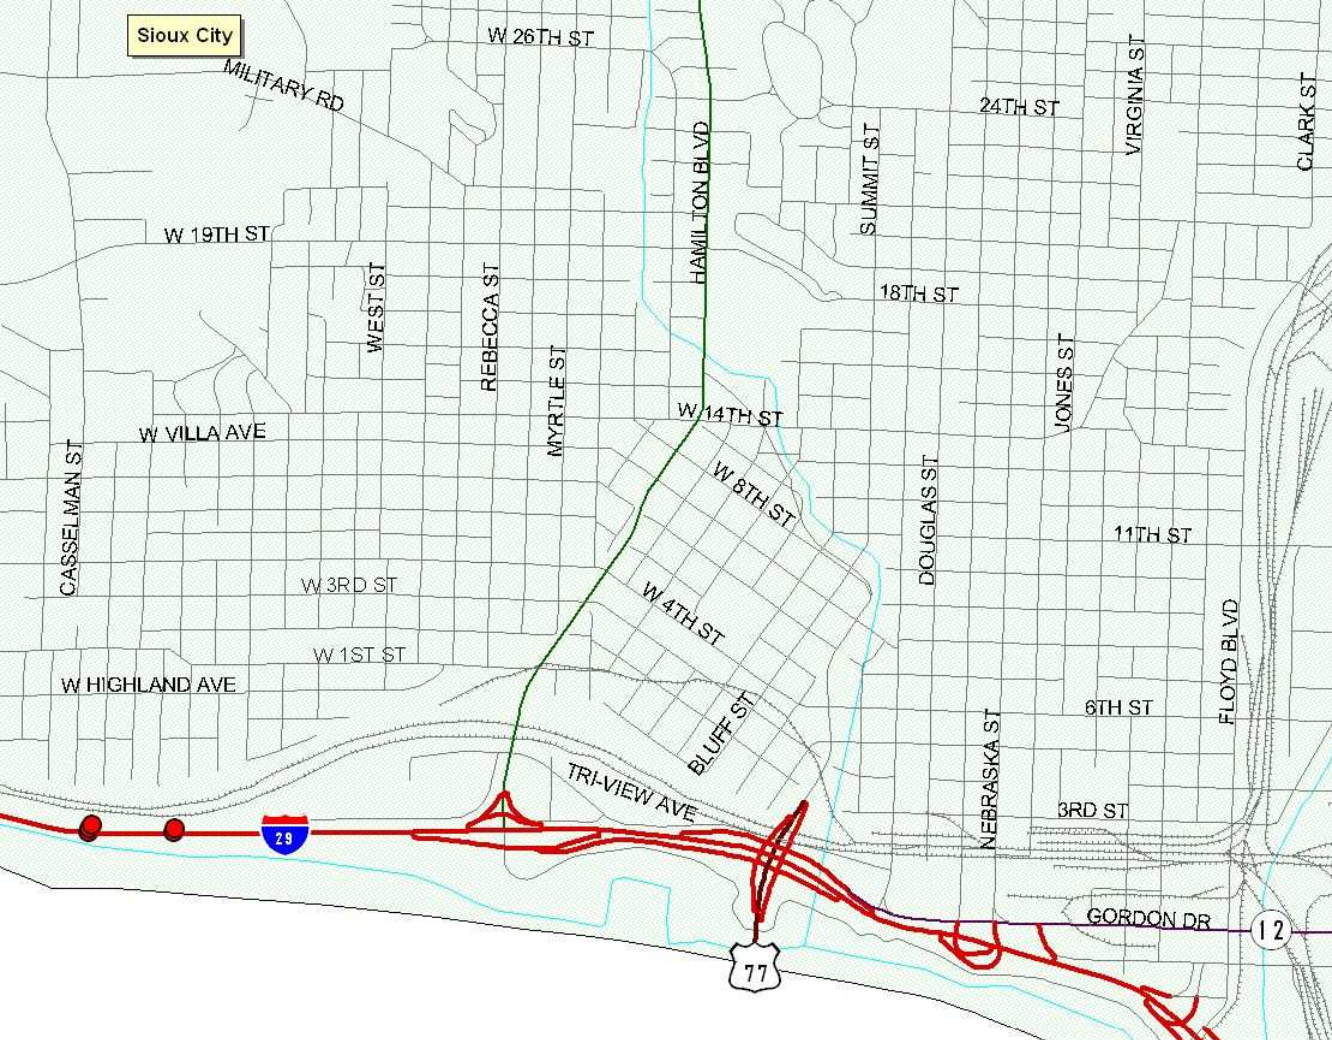 Sioux City
W 26TH ST
MILITARY RD
24TH ST
VIRGINIA ST
CLARK ST
SUMMIT ST
HAMILTON BLVD
W 19TH ST
WEST ST
REBECCA ST
MYRTLE ST
18TH ST
JONES ST
W 14TH ST
W VILLA AVE
CASSELMAN ST
W 8TH ST
DOUGLAS ST
11TH ST
W 3RD ST
W 4TH ST
W 1ST ST
W HIGHLAND AVE
FLOYD BLVD
6TH ST
BLUFF ST
NEBRASKA ST
TRI-VIEW AVE
3RD ST
29
GORDON DR
12
77